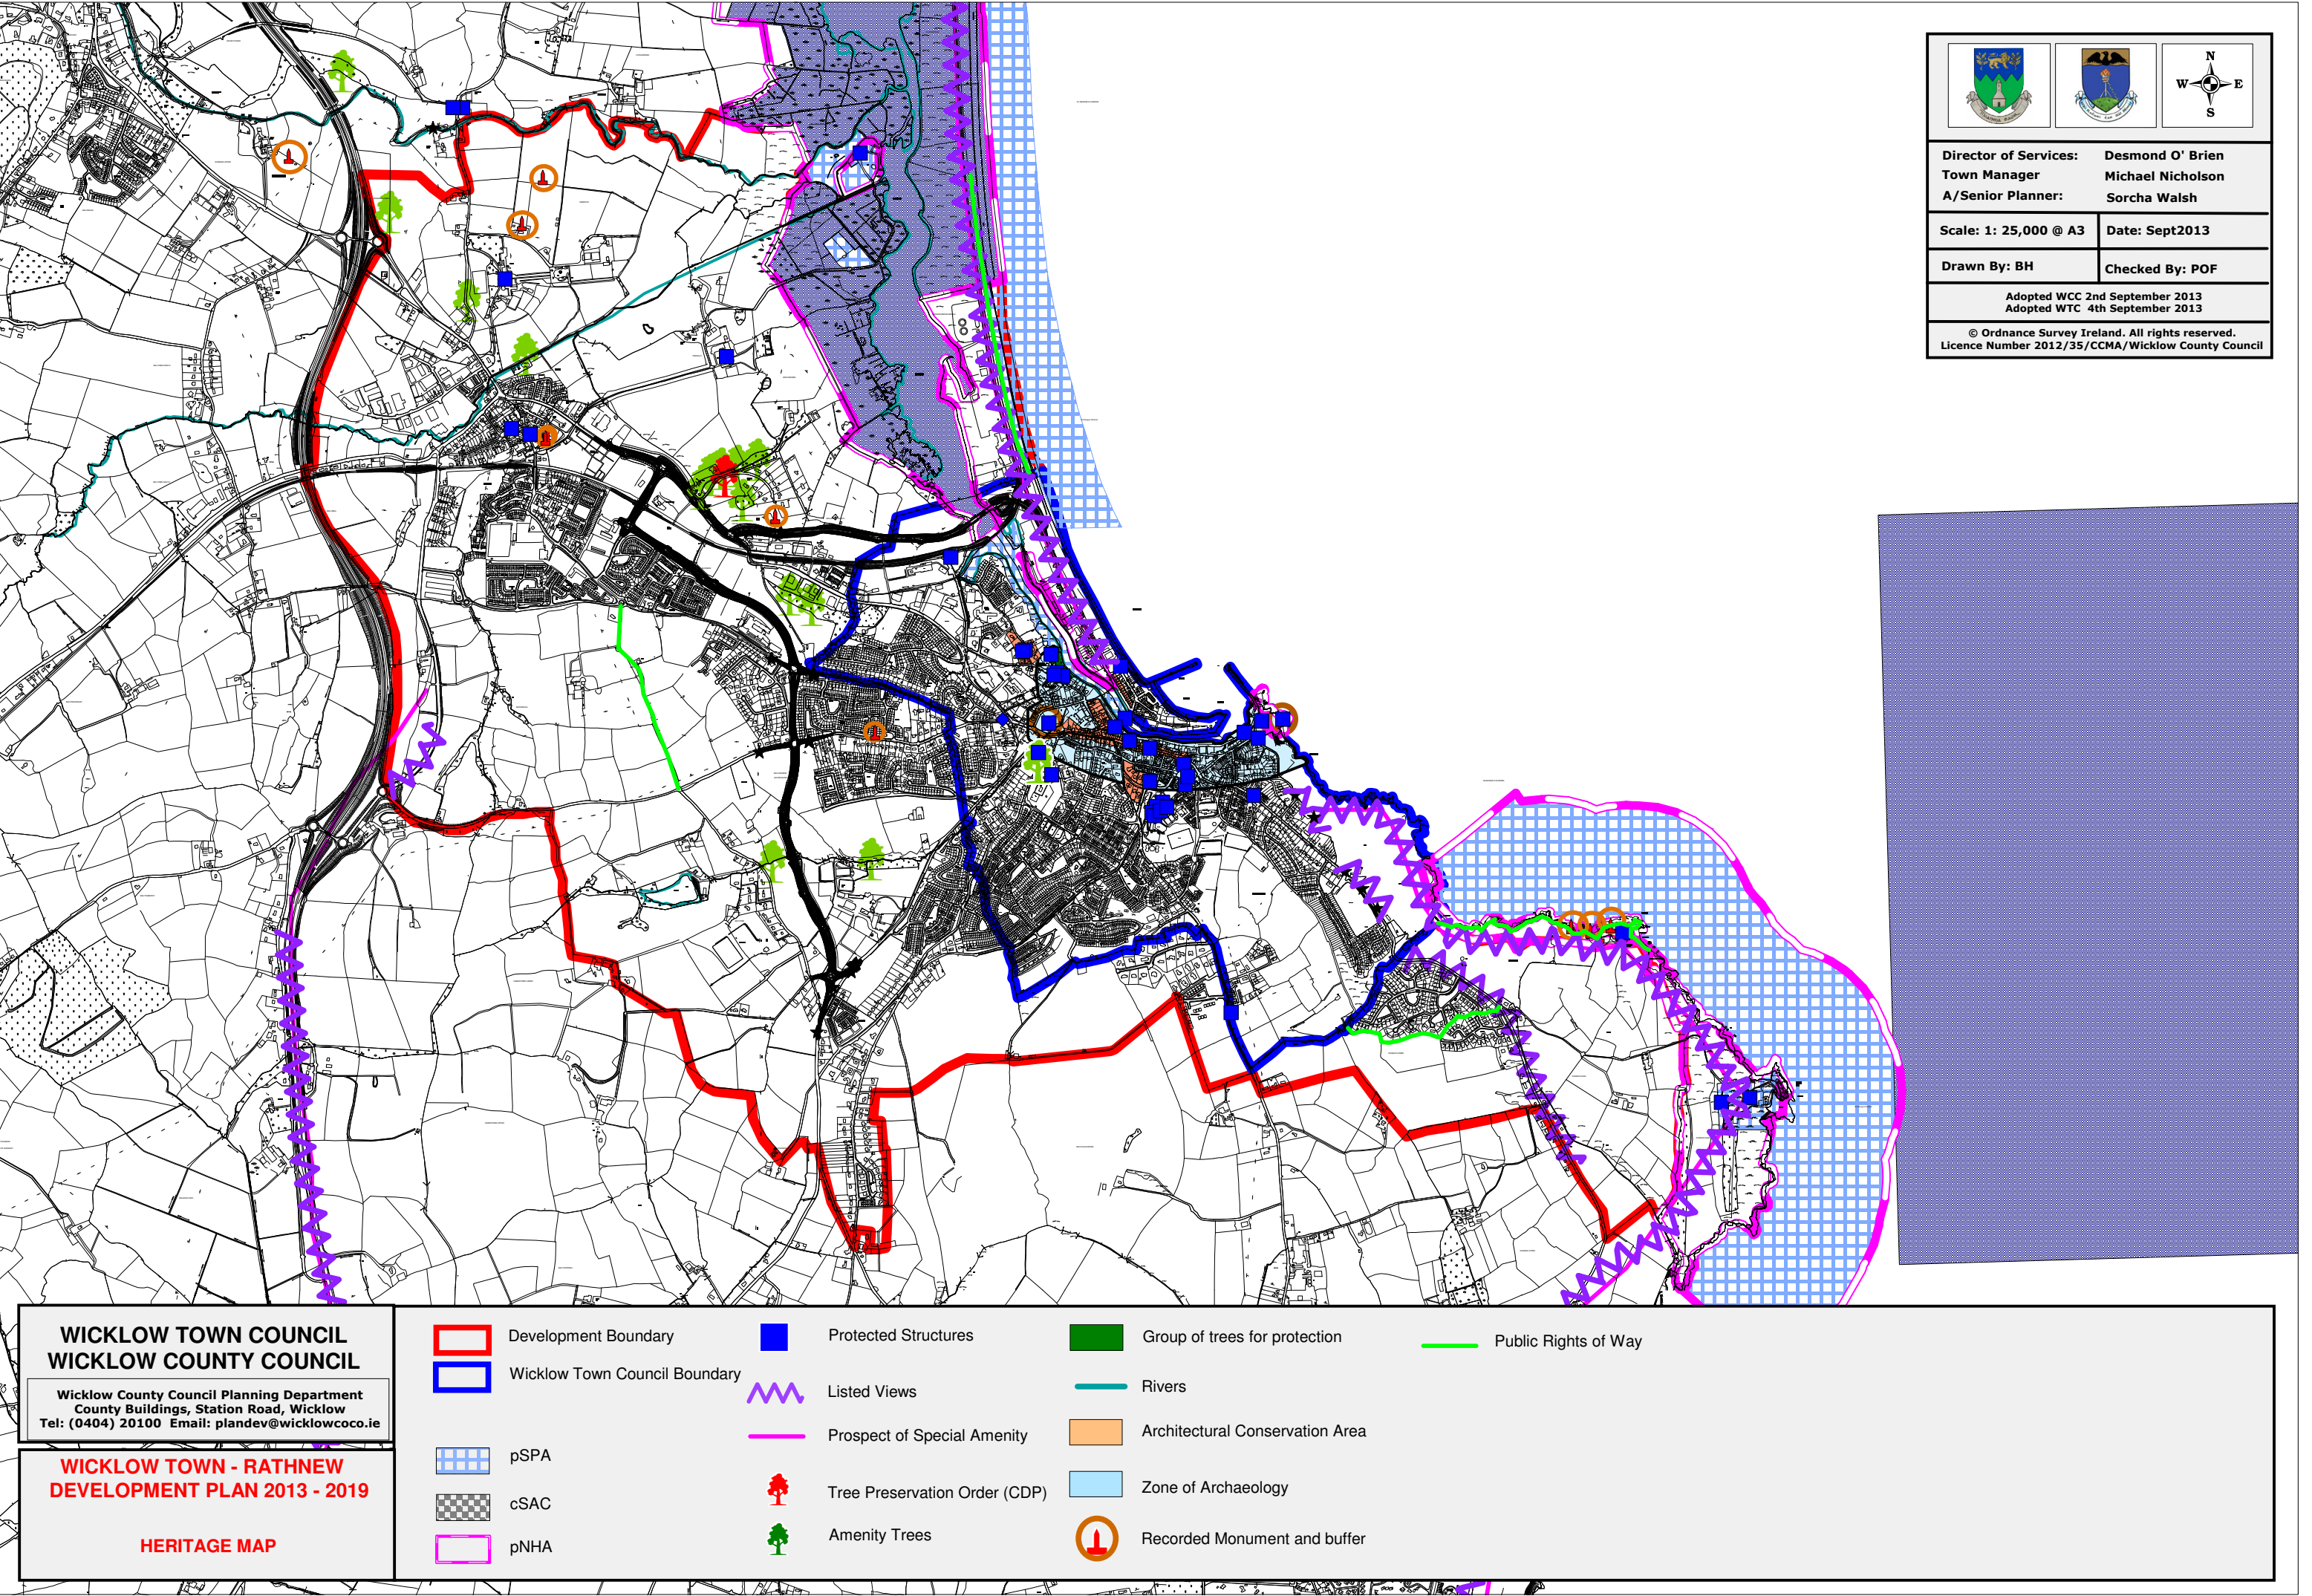 N
W E
S
Director of Services: Desmond O' Brien
Town Manager Michael Nicholson
A/Senior Planner: Sorcha Walsh
Scale: 1: 25,000 @ A3 Date: Sept2013
Drawn By: BH Checked By: POF
Adopted WCC 2nd September 2013
Adopted WTC 4th September 2013
© Ordnance Survey Ireland. All rights reserved.
Licence Number 2012/35/CCMA/Wicklow County Council
WICKLOW TOWN COUNCIL
WICKLOW COUNTY COUNCIL
Wicklow County Council Planning Department
County Buildings, Station Road, Wicklow
Tel: (0404) 20100 Email: plandev@wicklowcoco.ie
WICKLOW TOWN - RATHNEW
DEVELOPMENT PLAN 2013 - 2019
HERITAGE MAP
Development Boundary
Wicklow Town Council Boundary
pSPA
cSAC
pNHA
Protected Structures
Listed Views
Prospect of Special Amenity
Tree Preservation Order (CDP)
Amenity Trees
Group of trees for protection
Rivers
Architectural Conservation Area
Zone of Archaeology
Recorded Monument and buffer
Public Rights of Way